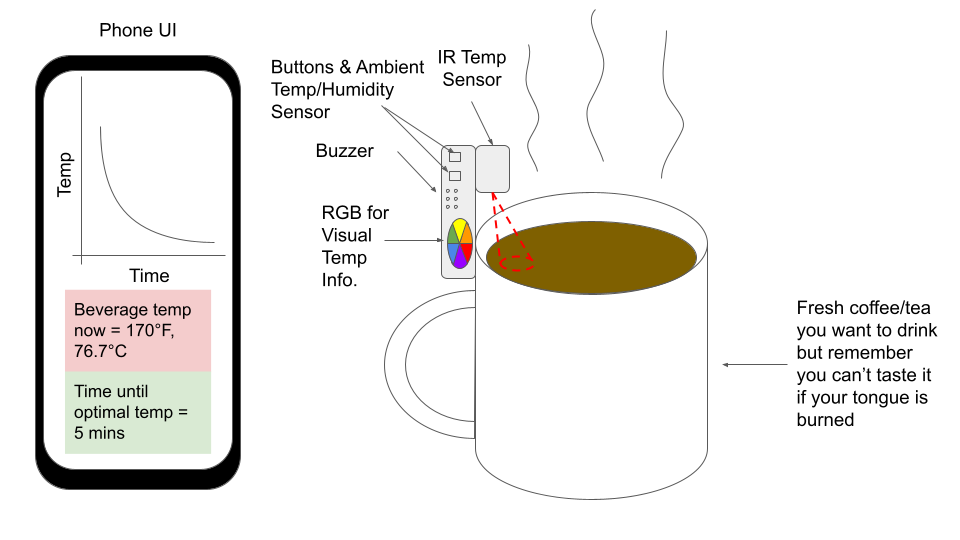 Phone UI
Temp
Time
Beverage temp
now = 170°F,
76.7°C
Time until
optimal temp =
5 mins
Buttons & Ambient
Temp/Humidity
Sensor
IR Temp
Sensor
Buzzer
RGB for
Visual
Temp
Info.
Fresh coffee/tea
you want to drink
but remember
you can’t taste it
if your tongue is
burned